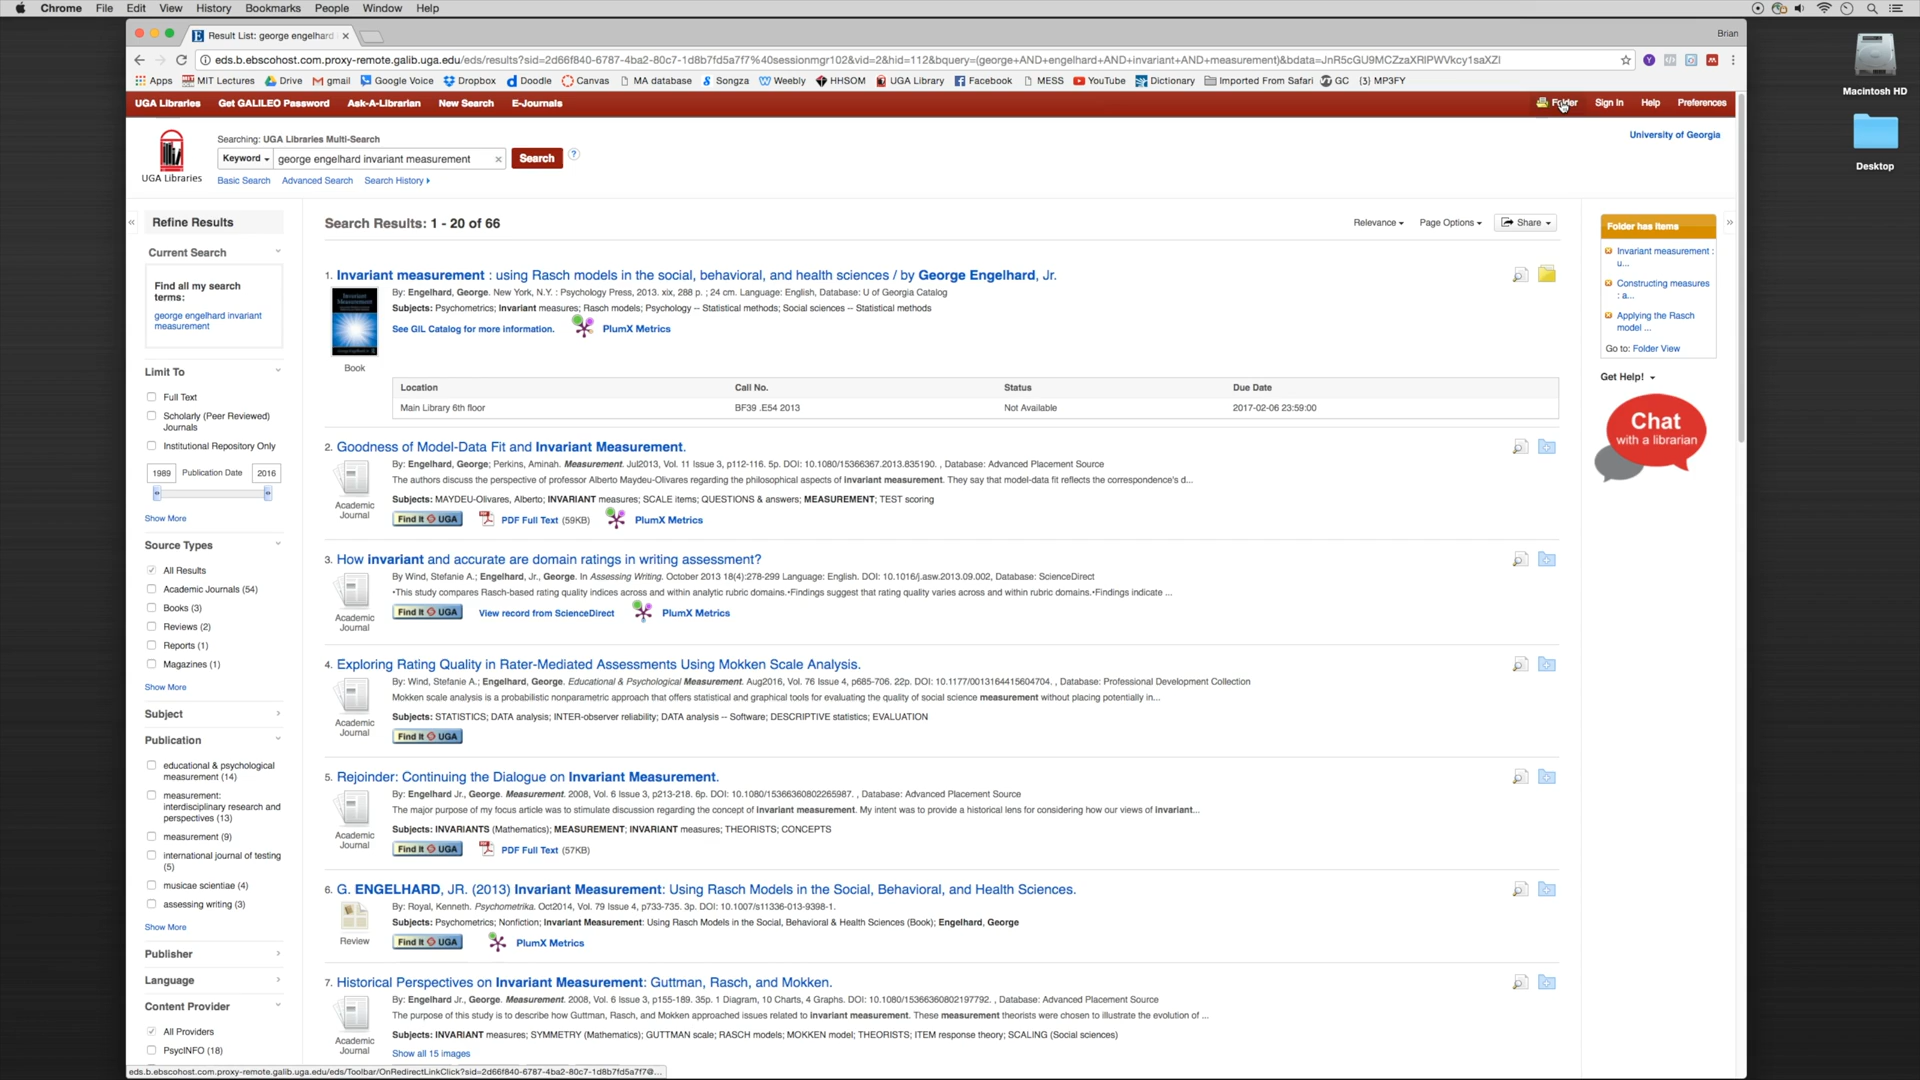 Chrome File Edit View History Bookmarks People Window Help
Result List: george engelhard
Brian
eds.b.ebscohost.com.proxy-remote.galib.uga.edu/eds/results?sid=2d66f840-6787-4ba2-80c7-1d8b7fd5a7f7%40sessionmgr102&vid=2&hid=112&bquery=(george+AND+engelhard+AND+invariant+AND+measurement)&bdata=JnR5cGU9MCZzaXRlPWVkcy1saXZl
Apps MIT Lectures Drive gmail Google Voice Dropbox Doodle Canvas MA database Songza Weebly HHSOM UGA Library Facebook MESS YouTube Dictionary Imported From Safari GC {3} MP3FY
Macintosh HD
Desktop
UGA Libraries Get GALILEO Password Ask-A-Librarian New Search E-Journals
Folder Sign In Help Preferences
University of Georgia
UGA Libraries
Searching: UGA Libraries Multi-Search
Keyword george engelhard invariant measurement Search
Basic Search Advanced Search Search History
Refine Results
Current Search
Find all my search
terms:
george engelhard invariant
measurement
Limit To
Full Text
Scholarly (Peer Reviewed)
Journals
Institutional Repository Only
1989 Publication Date 2016
Show More
Source Types
All Results
Academic Journals (54)
Books (3)
Reviews (2)
Reports (1)
Magazines (1)
Show More
Subject
Publication
educational & psychological
measurement (14)
measurement:
interdisciplinary research and
perspectives (13)
measurement (9)
international journal of testing
(5)
musicae scientiae (4)
assessing writing (3)
Show More
Publisher
Language
Content Provider
All Providers
PsycINFO (18)
Search Results: 1 - 20 of 66
Relevance Page Options Share
1. Invariant measurement : using Rasch models in the social, behavioral, and health sciences / by George Engelhard, Jr.
By: Engelhard, George. New York, N.Y. : Psychology Press, 2013. xix, 288 p. ; 24 cm. Language: English, Database: U of Georgia Catalog
Subjects: Psychometrics; Invariant measures; Rasch models; Psychology -- Statistical methods; Social sciences -- Statistical methods
See GIL Catalog for more information. PlumX Metrics
Book
Location Call No. Status Due Date
Main Library 6th floor BF39 .E54 2013 Not Available 2017-02-06 23:59:00
2. Goodness of Model-Data Fit and Invariant Measurement.
By: Engelhard, George; Perkins, Aminah. Measurement. Jul2013, Vol. 11 Issue 3, p112-116. 5p. DOI: 10.1080/15366367.2013.835190. , Database: Advanced Placement Source
The authors discuss the perspective of professor Alberto Maydeu-Olivares regarding the philosophical aspects of invariant measurement. They say that model-data fit reflects the correspondence's d...
Subjects: MAYDEU-Olivares, Alberto; INVARIANT measures; SCALE items; QUESTIONS & answers; MEASUREMENT; TEST scoring
Academic
Journal
Find It @ UGA PDF Full Text (59KB) PlumX Metrics
3. How invariant and accurate are domain ratings in writing assessment?
By Wind, Stefanie A.; Engelhard, Jr., George. In Assessing Writing. October 2013 18(4):278-299 Language: English. DOI: 10.1016/j.asw.2013.09.002, Database: ScienceDirect
•This study compares Rasch-based rating quality indices across and within analytic rubric domains.•Findings suggest that rating quality varies across and within rubric domains.•Findings indicate ...
Academic
Journal
Find It @ UGA View record from ScienceDirect PlumX Metrics
4. Exploring Rating Quality in Rater-Mediated Assessments Using Mokken Scale Analysis.
By: Wind, Stefanie A.; Engelhard, George. Educational & Psychological Measurement. Aug2016, Vol. 76 Issue 4, p685-706. 22p. DOI: 10.1177/0013164415604704. , Database: Professional Development Collection
Mokken scale analysis is a probabilistic nonparametric approach that offers statistical and graphical tools for evaluating the quality of social science measurement without placing potentially in...
Subjects: STATISTICS; DATA analysis; INTER-observer reliability; DATA analysis -- Software; DESCRIPTIVE statistics; EVALUATION
Academic
Journal
Find It @ UGA
5. Rejoinder: Continuing the Dialogue on Invariant Measurement.
By: Engelhard Jr., George. Measurement. 2008, Vol. 6 Issue 3, p213-218. 6p. DOI: 10.1080/15366360802265987. , Database: Advanced Placement Source
The major purpose of my focus article was to stimulate discussion regarding the concept of invariant measurement. My intent was to provide a historical lens for considering how our views of invariant...
Subjects: INVARIANTS (Mathematics); MEASUREMENT; INVARIANT measures; THEORISTS; CONCEPTS
Academic
Journal
Find It @ UGA PDF Full Text (57KB)
6. G. ENGELHARD, JR. (2013) Invariant Measurement: Using Rasch Models in the Social, Behavioral, and Health Sciences.
By: Royal, Kenneth. Psychometrika. Oct2014, Vol. 79 Issue 4, p733-735. 3p. DOI: 10.1007/s11336-013-9398-1.
Subjects: Psychometrics; Nonfiction; Invariant Measurement: Using Rasch Models in the Social, Behavioral & Health Sciences (Book); Engelhard, George
Review
Find It @ UGA PlumX Metrics
7. Historical Perspectives on Invariant Measurement: Guttman, Rasch, and Mokken.
By: Engelhard Jr., George. Measurement. 2008, Vol. 6 Issue 3, p155-189. 35p. 1 Diagram, 10 Charts, 4 Graphs. DOI: 10.1080/15366360802197792. , Database: Advanced Placement Source
The purpose of this study is to describe how Guttman, Rasch, and Mokken approached issues related to invariant measurement. These measurement theorists were chosen to illustrate the evolution of ...
Subjects: INVARIANT measures; SYMMETRY (Mathematics); GUTTMAN scale; RASCH models; MOKKEN model; THEORISTS; ITEM response theory; SCALING (Social sciences)
Academic
Journal
Show all 15 images
Folder has items
Invariant measurement :
u...
Constructing measures
: a...
Applying the Rasch
model ...
Go to: Folder View
Get Help!
Chat
with a librarian
eds.b.ebscohost.com.proxy-remote.galib.uga.edu/eds/Toolbar/OnRedirectLinkClick?sid=2d66f840-6787-4ba2-80c7-1d8b7fd5a7f7@...